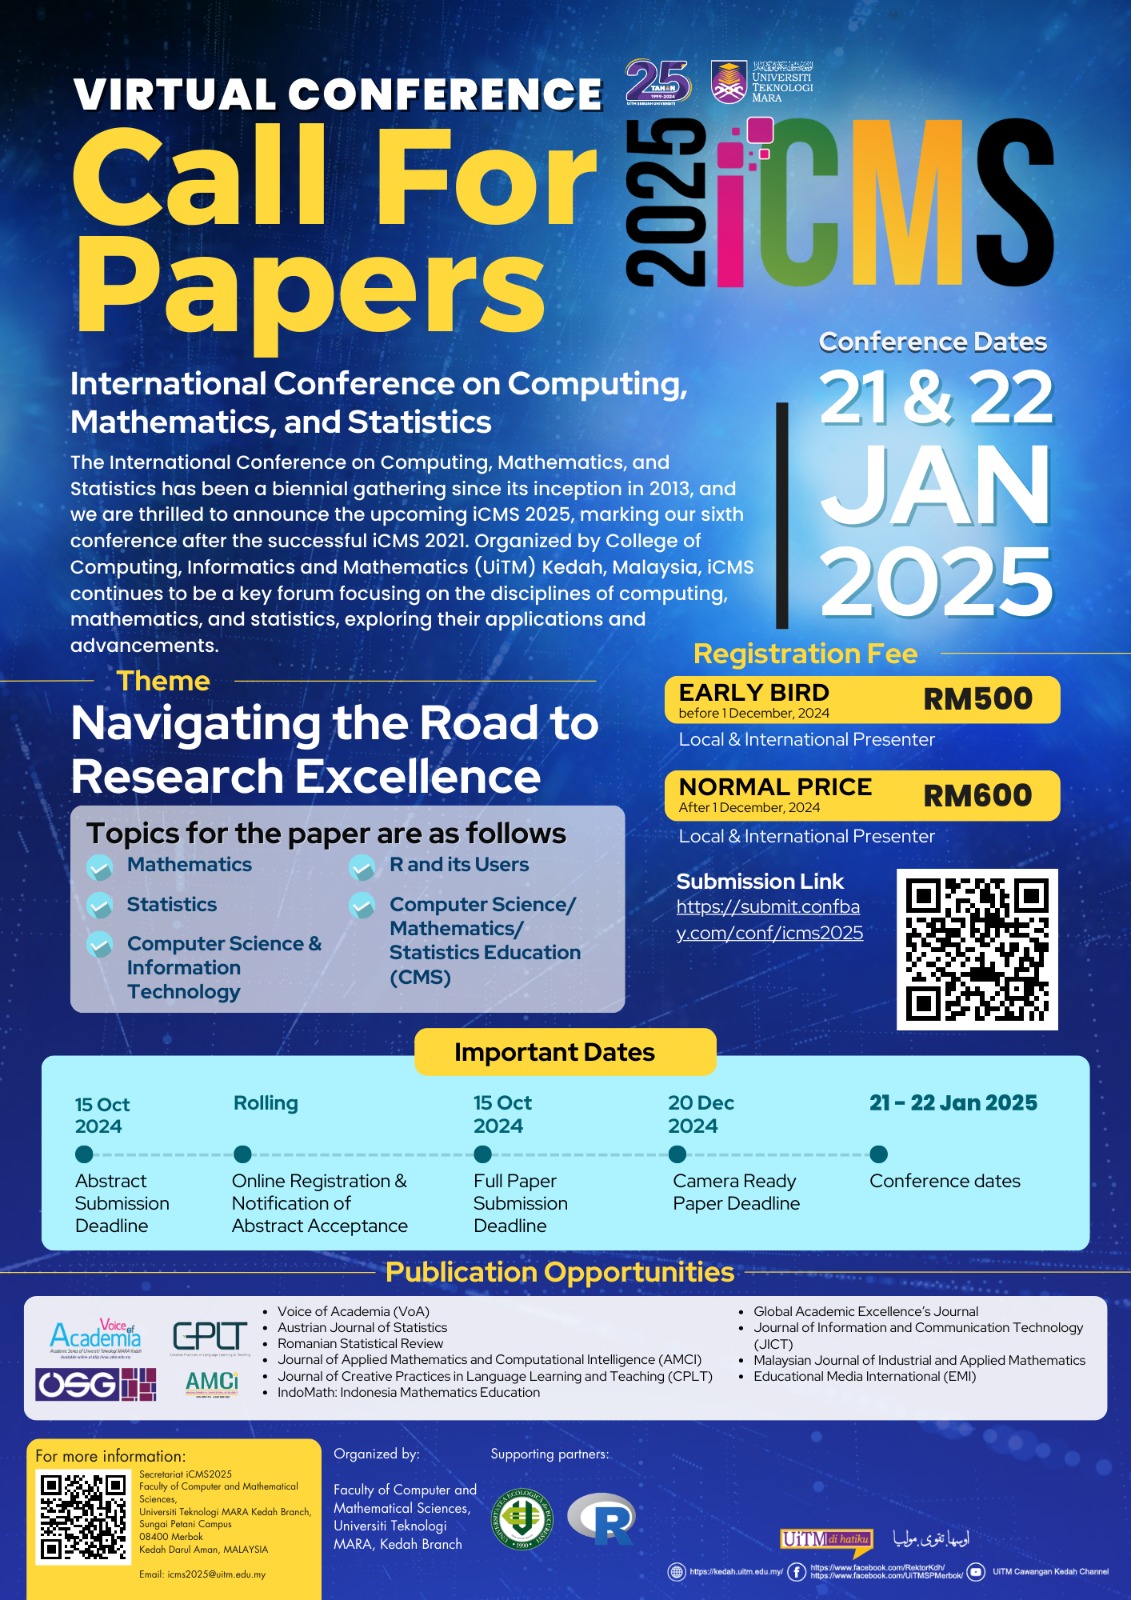 VIRTUAL CONFERENCE
Call For
Papers
25
TAHUN
1999-2024
UNIVERSITI
TEKNOLOGI
MARA
2025
iCMS
International Conference on Computing,
Mathematics, and Statistics
The International Conference on Computing, Mathematics, and
Statistics has been a biennial gathering since its inception in 2013, and
we are thrilled to announce the upcoming iCMS 2025, marking our sixth
conference after the successful iCMS 2021. Organized by College of
Computing, Informatics and Mathematics (UiTM) Kedah, Malaysia, iCMS
continues to be a key forum focusing on the disciplines of computing,
mathematics, and statistics, exploring their applications and
advancements.
Conference Dates
21 & 22
JAN
2025
Theme
Navigating the Road to
Research Excellence
Registration Fee
EARLY BIRD
before 1 December, 2024
RM500
Local & International Presenter
NORMAL PRICE
After 1 December, 2024
RM600
Local & International Presenter
Topics for the paper are as follows
Mathematics
Statistics
Computer Science &
Information
Technology
R and its Users
Computer Science/
Mathematics/
Statistics Education
(CMS)
Submission Link
https://submit.confba
y.com/conf/icms2025
Important Dates
15 Oct
2024
Abstract
Submission
Deadline
Rolling
Online Registration &
Notification of
Abstract Acceptance
15 Oct
2024
Full Paper
Submission
Deadline
20 Dec
2024
Camera Ready
Paper Deadline
21 – 22 Jan 2025
Conference dates
Publication Opportunities
Voice of
Academia
CPLT
OSG
AMCi
• Voice of Academia (VoA)
• Austrian Journal of Statistics
• Romanian Statistical Review
• Journal of Applied Mathematics and Computational Intelligence (AMCI)
• Journal of Creative Practices in Language Learning and Teaching (CPLT)
• IndoMath: Indonesia Mathematics Education
• Global Academic Excellence's Journal
• Journal of Information and Communication Technology
(JICT)
• Malaysian Journal of Industrial and Applied Mathematics
• Educational Media International (EMI)
For more information:
Secretariat iCMS2025
Faculty of Computer and Mathematical
Sciences,
Universiti Teknologi MARA Kedah Branch,
Sungai Petani Campus
08400 Merbok
Kedah Darul Aman, MALAYSIA
Email: icms2025@uitm.edu.my
Organized by:
Faculty of Computer and
Mathematical Sciences,
Universiti Teknologi
MARA, Kedah Branch
Supporting partners:
R
UiTM di hatiku
اوسها تقوى موليا
https://kedah.uitm.edu.my/
https://www.facebook.com/RektorKdh/
https://www.facebook.com/UiTMSPMerbok/
UiTM Cawangan Kedah Channel